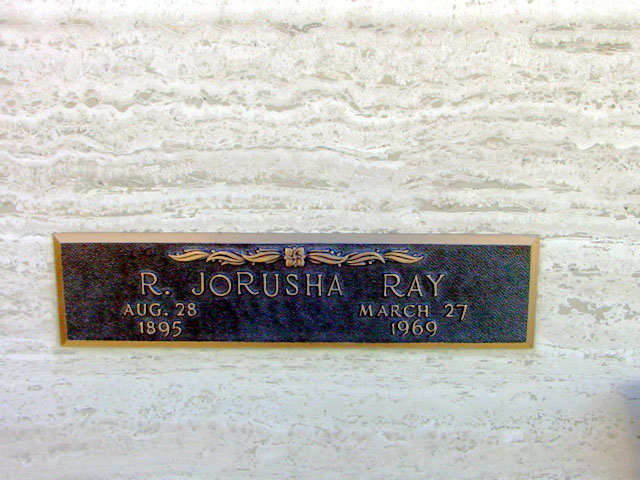 R. JORUSHA RAY
AUG. 28 MARCH 27
1895 1969